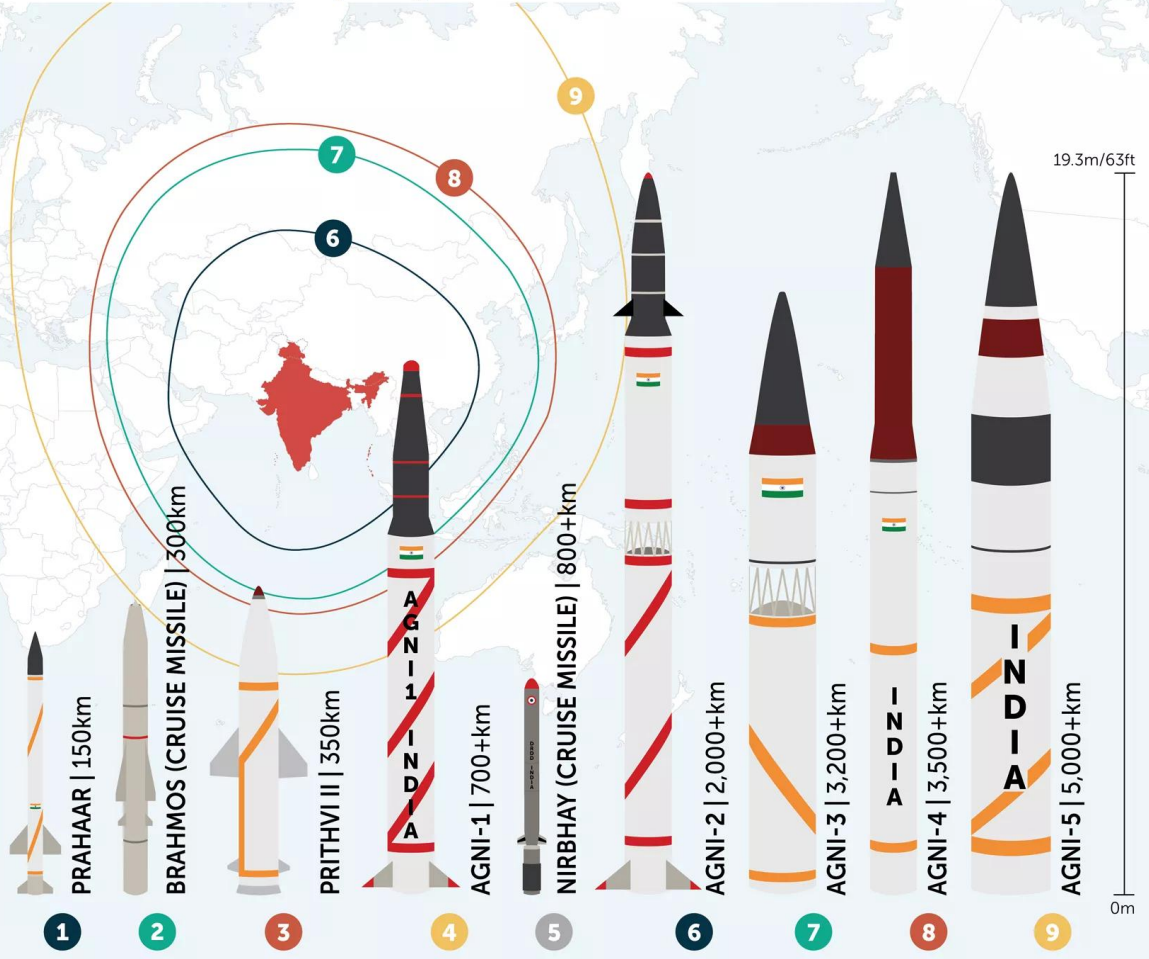 9
7
8
6
19.3m/63ft
PRAHAAR | 150km
BRAHMOS (CRUISE MISSILE) | 300km
PRITHVI II | 350km
AGNI1 INDIA
AGNI-1 | 700+km
NIRBHAY (CRUISE MISSILE) | 800+km
AGNI-2 | 2,000+km
AGNI-3 | 3,200+km
INDIA
AGNI-4 | 3,500+km
INDIA
AGNI-5 | 5,000+km
0m
1
2
3
4
5
6
7
8
9